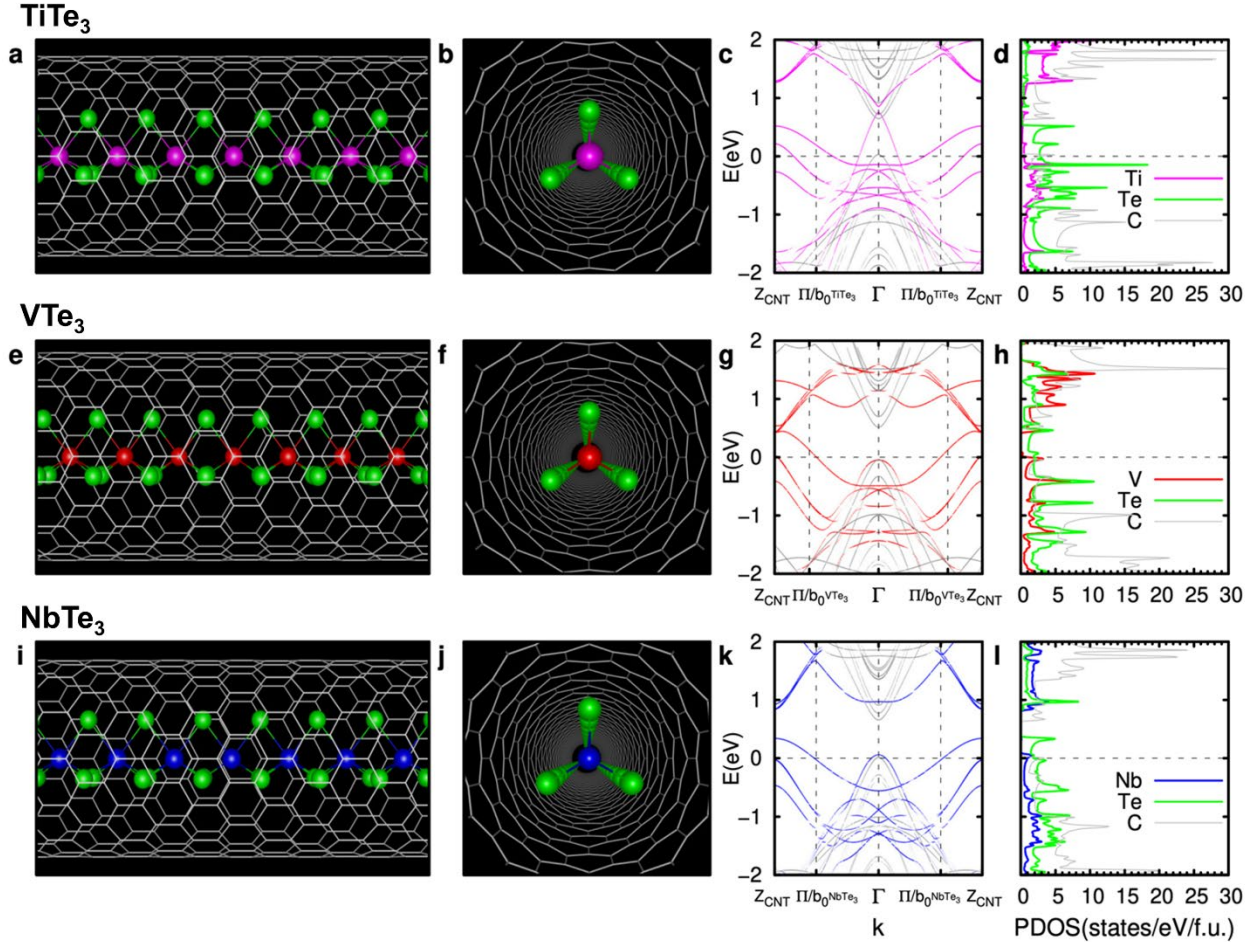 TiTe3
a b c d
2
1
0
−1
−2
E(eV)
ZCNT Π/b0TiTe3 Γ Π/b0TiTe3 ZCNT
Ti
Te
C
0 5 10 15 20 25 30
VTe3
e f g h
2
1
0
−1
−2
E(eV)
ZCNT Π/b0VTe3 Γ Π/b0VTe3 ZCNT
V
Te
C
0 5 10 15 20 25 30
NbTe3
i j k l
2
1
0
−1
−2
E(eV)
ZCNT Π/b0NbTe3 Γ Π/b0NbTe3 ZCNT
k
Nb
Te
C
0 5 10 15 20 25 30
PDOS(states/eV/f.u.)